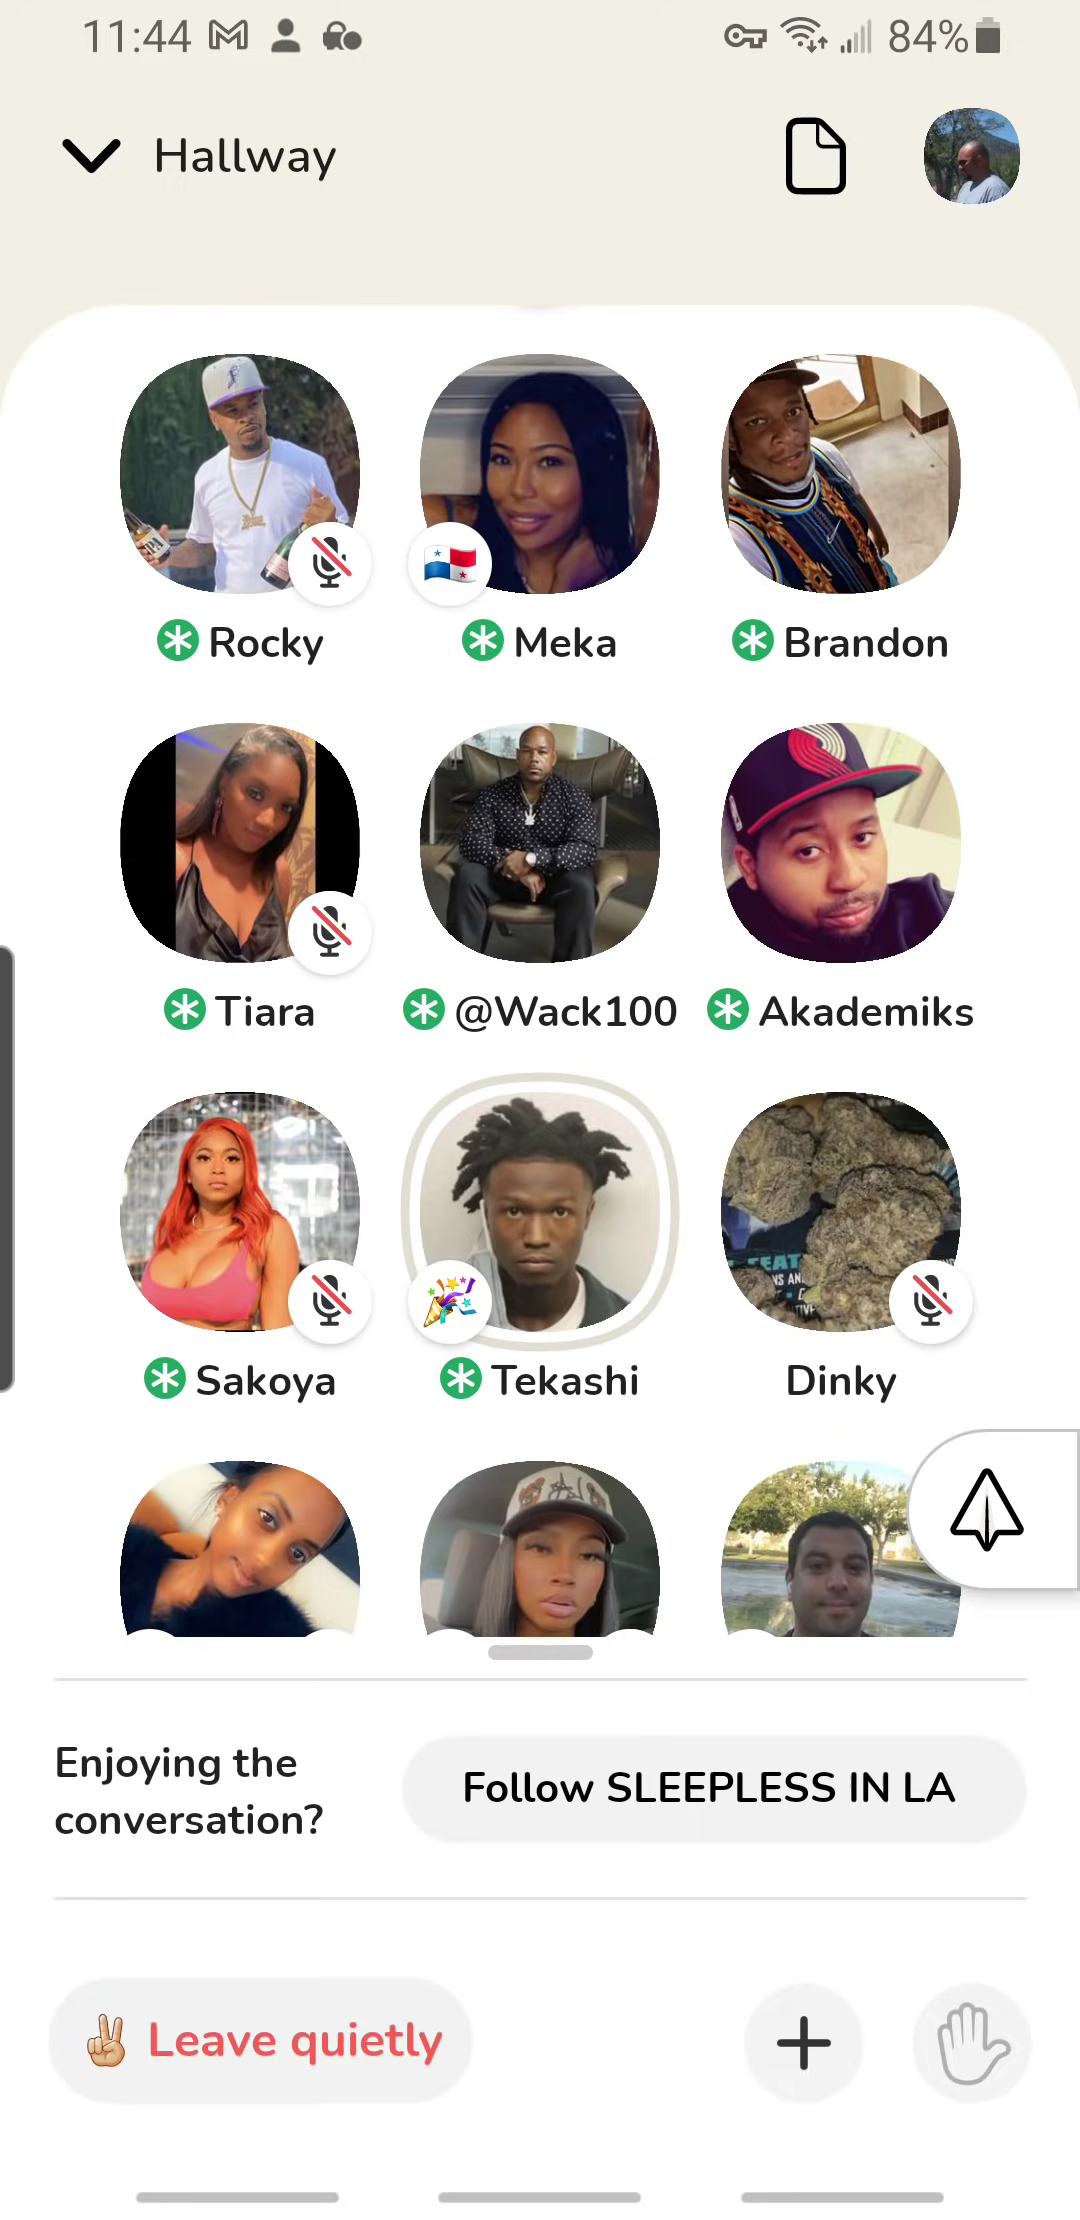 11:44
84%
Hallway
Rocky
Meka
Brandon
Tiara
@Wack100
Akademiks
Sakoya
Tekashi
Dinky
Enjoying the
conversation?
Follow SLEEPLESS IN LA
Leave quietly